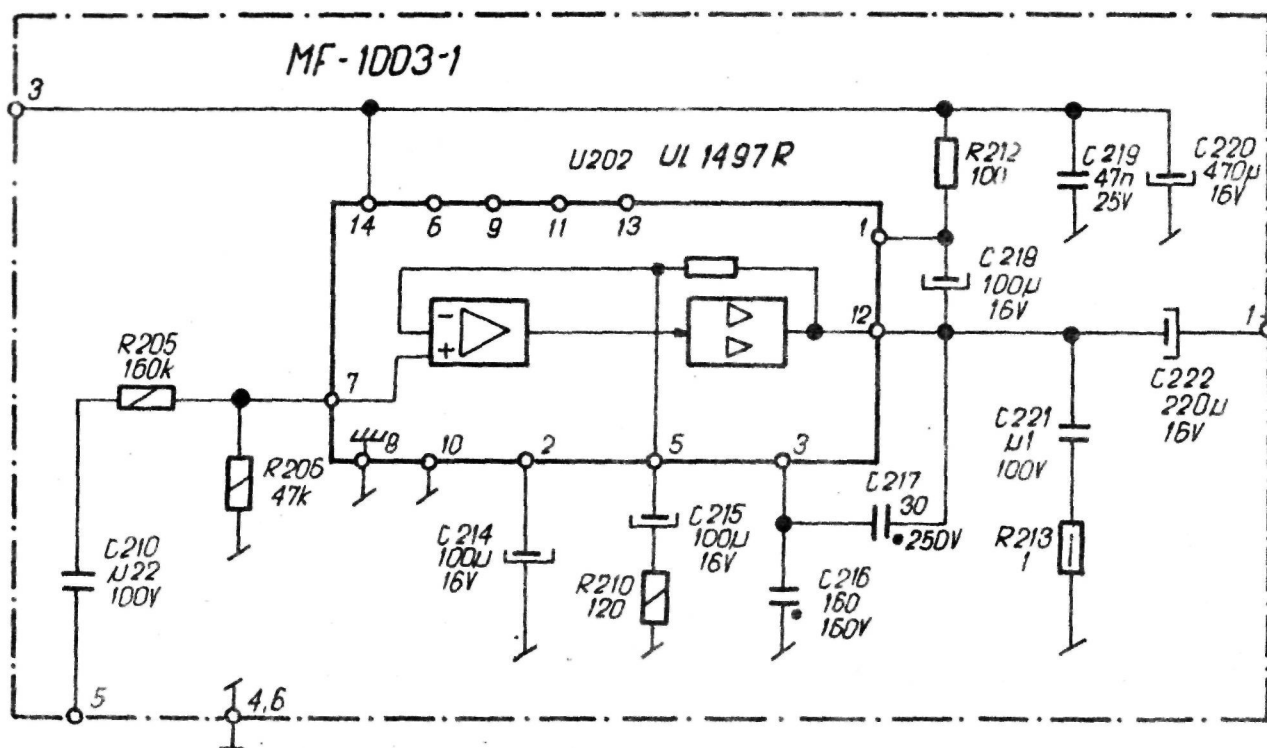 MF-1003-1
3
U202 UL1497R
R212
100
C219
47n
25V
C220
470µ
16V
14
6
9
11
13
1
C218
100µ
16V
12
1
-
+
R205
160k
7
C222
220µ
16V
C221
µ1
100V
8
10
2
5
3
R206
47k
C217
30
250V
C210
µ22
100V
C214
100µ
16V
C215
100µ
16V
R210
120
C216
160
160V
R213
1
5
4,6